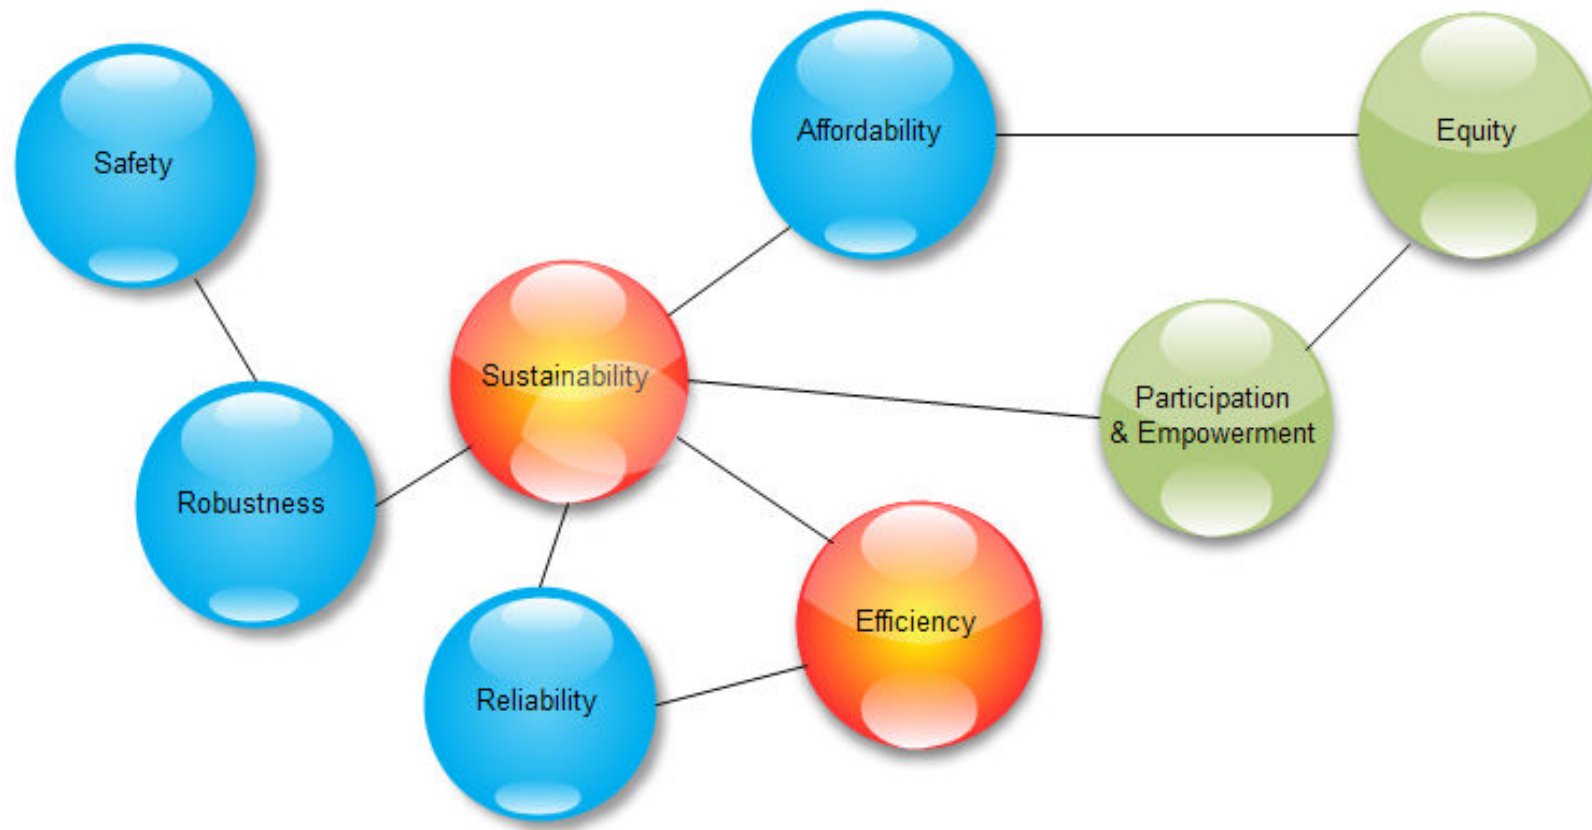 Affordability
Equity
Safety
Sustainability
Participation
& Empowerment
Robustness
Efficiency
Reliability